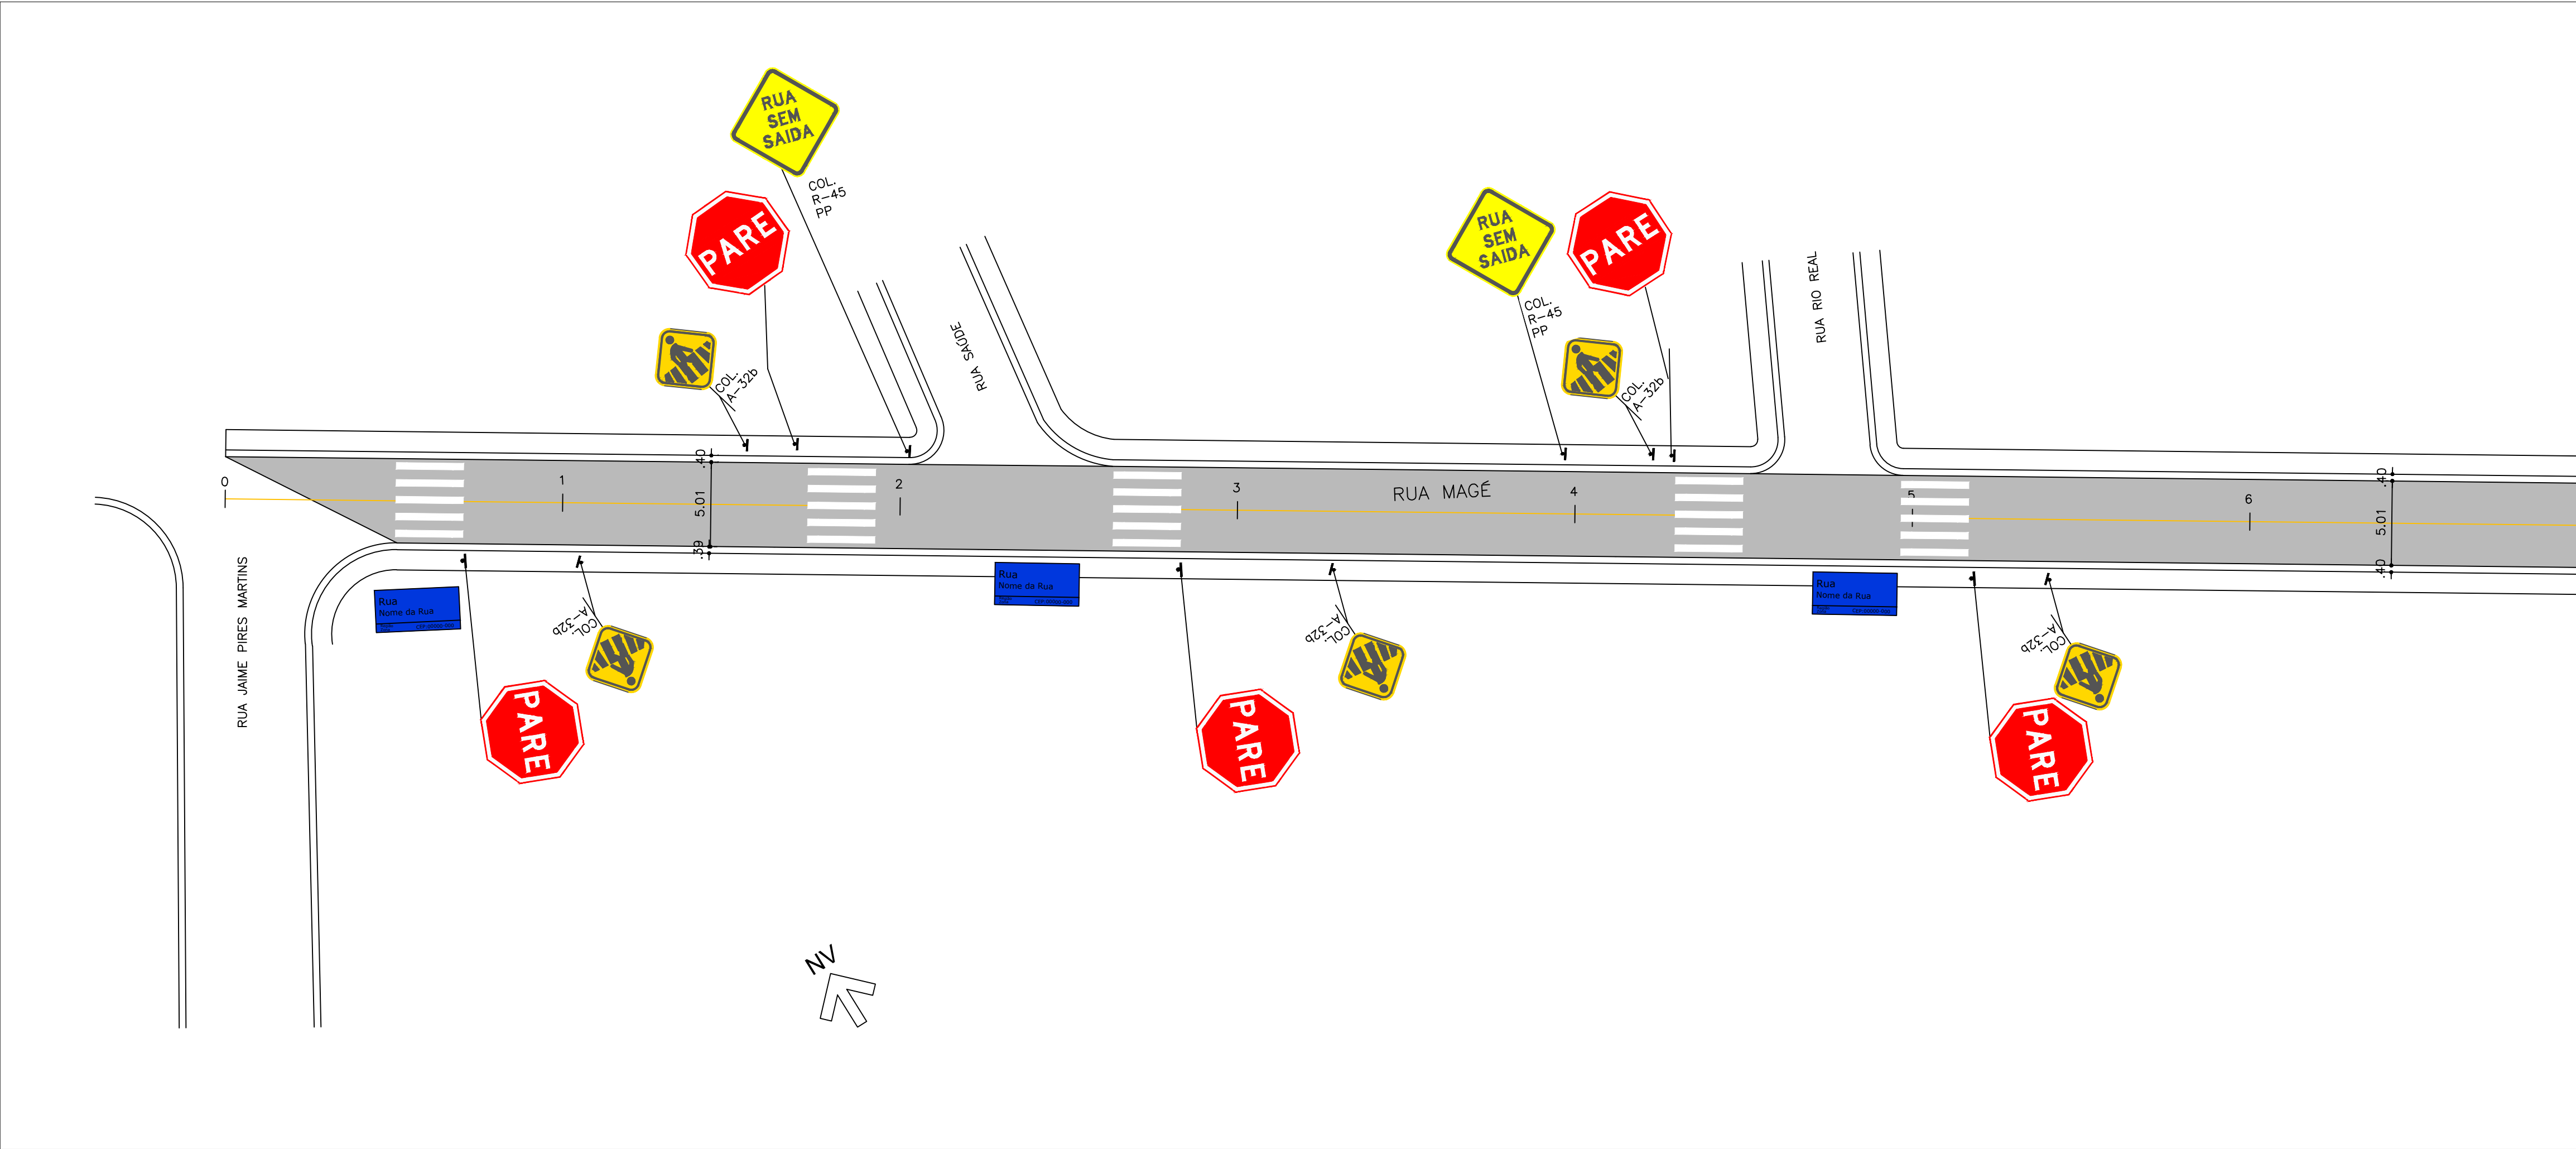 RUA
SEM
SAIDA
COL.
R-45
PP
PARE
COL.
A-32b
RUA SAÚDE
RUA
SEM
SAIDA
COL.
R-45
PP
PARE
COL.
A-32b
RUA RIO REAL
.40
5.01
.39
0
1
2
3
RUA MAGÉ
4
5
6
.40
5.01
.40
RUA JAIME PIRES MARTINS
Rua
Nome da Rua
COL.
A-32b
PARE
Rua
Nome da Rua
COL.
A-32b
PARE
Rua
Nome da Rua
COL.
A-32b
PARE
NV